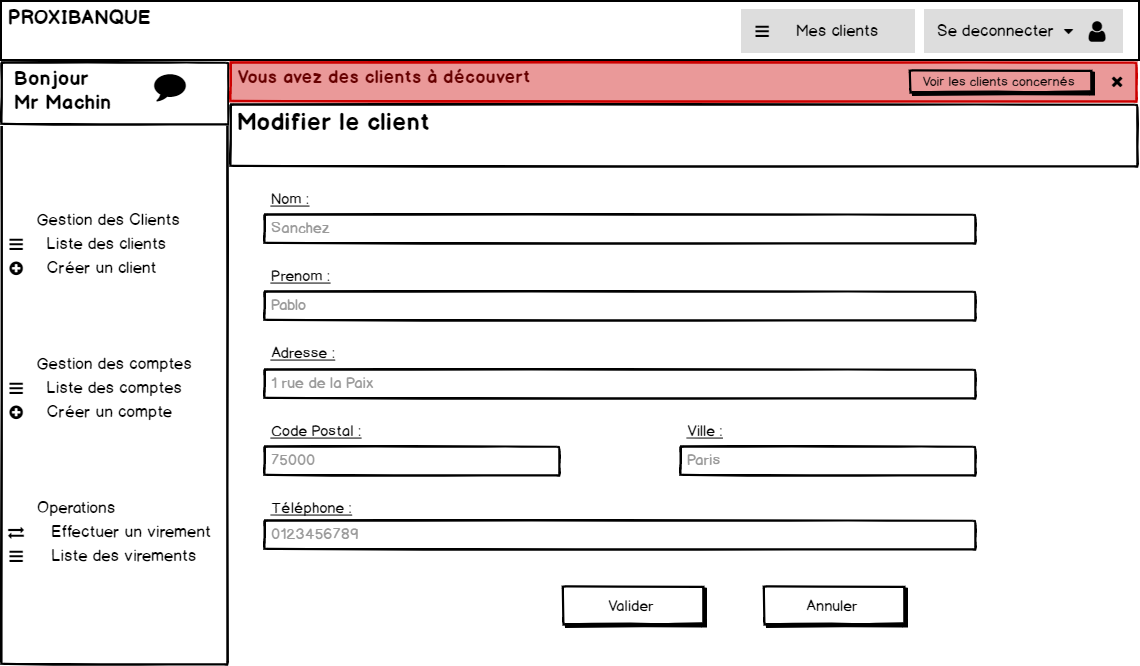 PROXIBANQUE
Mes clients
Se deconnecter
Bonjour
Mr Machin
Vous avez des clients à découvert
Voir les clients concernés
Modifier le client
Gestion des Clients
Liste des clients
Créer un client
Gestion des comptes
Liste des comptes
Créer un compte
Operations
Effectuer un virement
Liste des virements
Nom :
Sanchez
Prenom :
Pablo
Adresse :
1 rue de la Paix
Code Postal :
75000
Ville :
Paris
Téléphone :
0123456789
Valider
Annuler